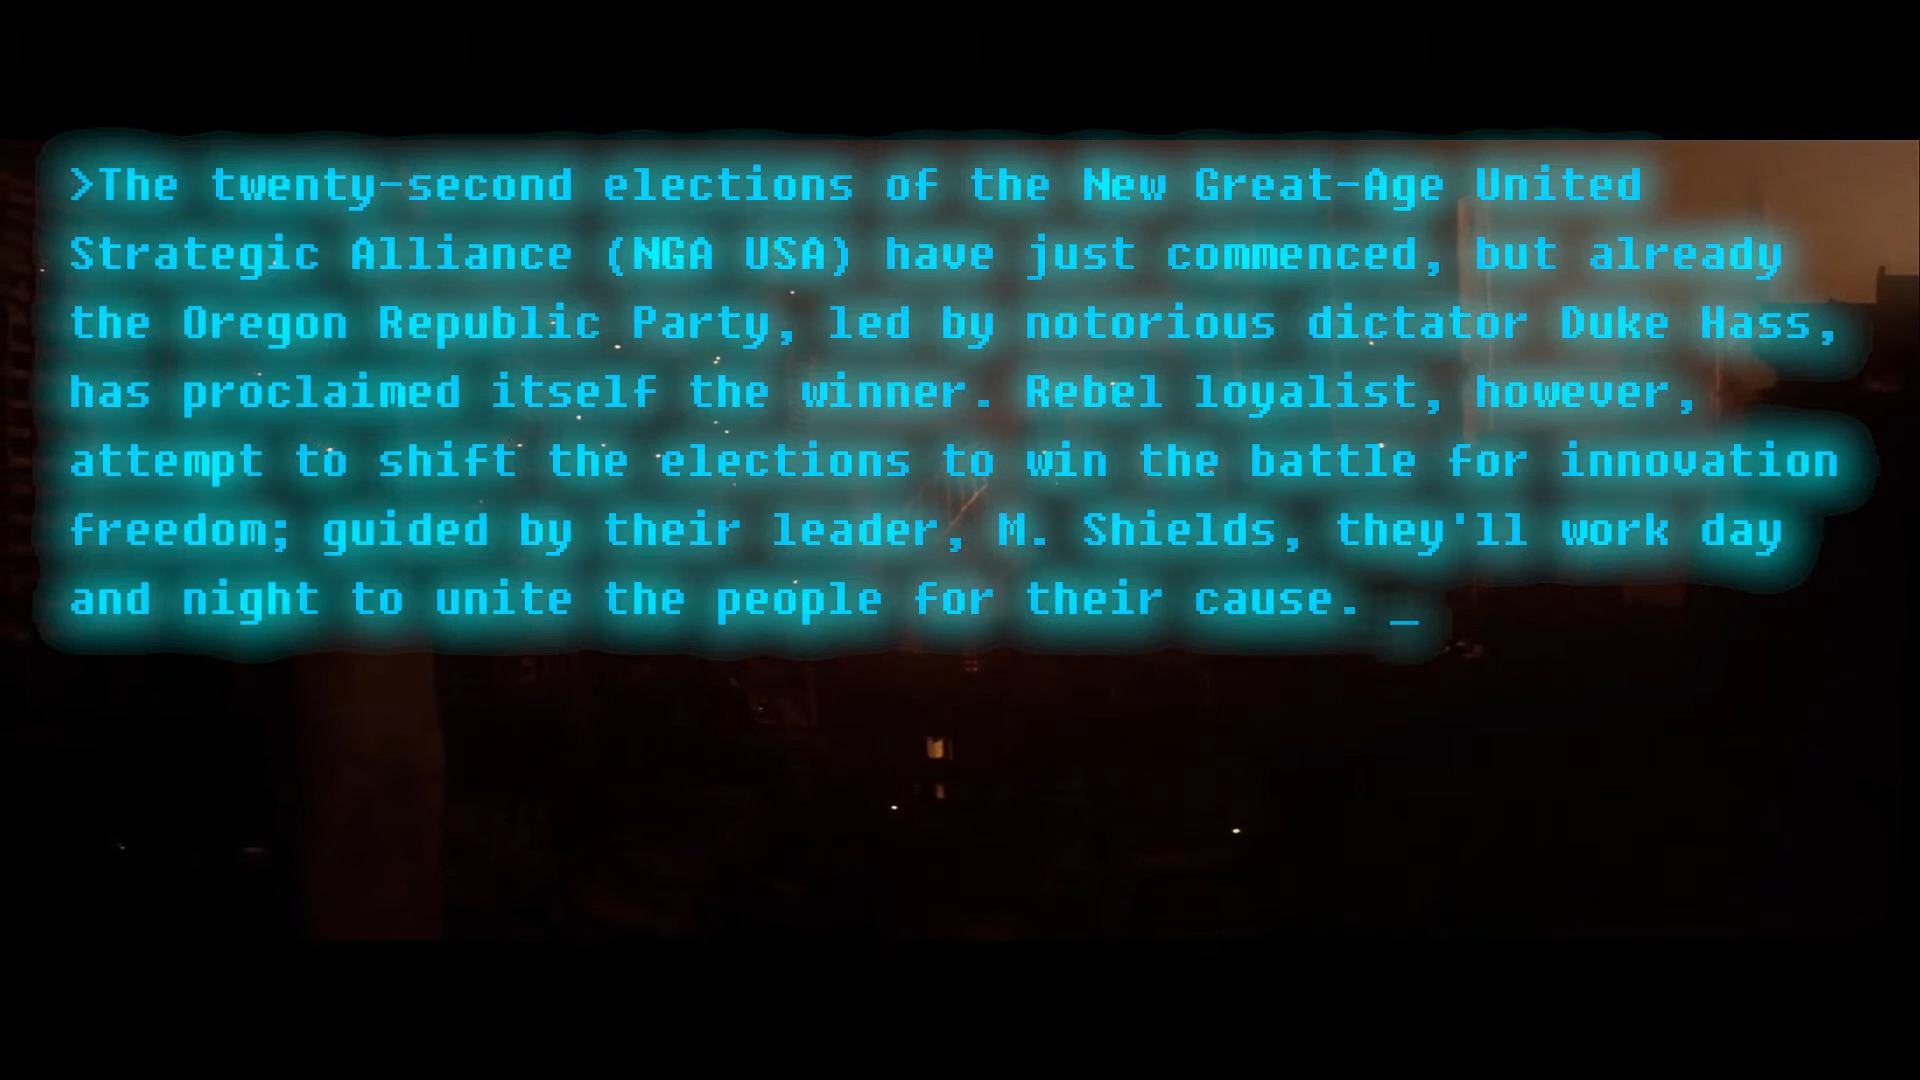 >The twenty-second elections of the New Great-Age United
Strategic Alliance (NGA USA) have just commenced, but already
the Oregon Republic Party, led by notorious dictator Duke Hass,
has proclaimed itself the winner. Rebel loyalist, however,
attempt to shift the elections to win the battle for innovation
freedom; guided by their leader, M. Shields, they'll work day
and night to unite the people for their cause. _